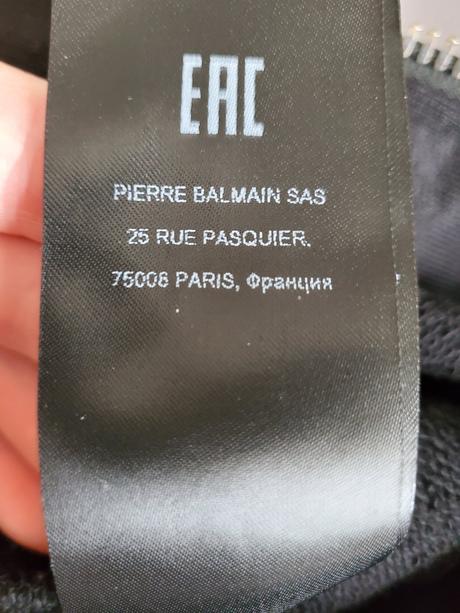 EAC
PIERRE BALMAIN SAS
25 RUE PASQUIER.
75008 PARIS, Франция